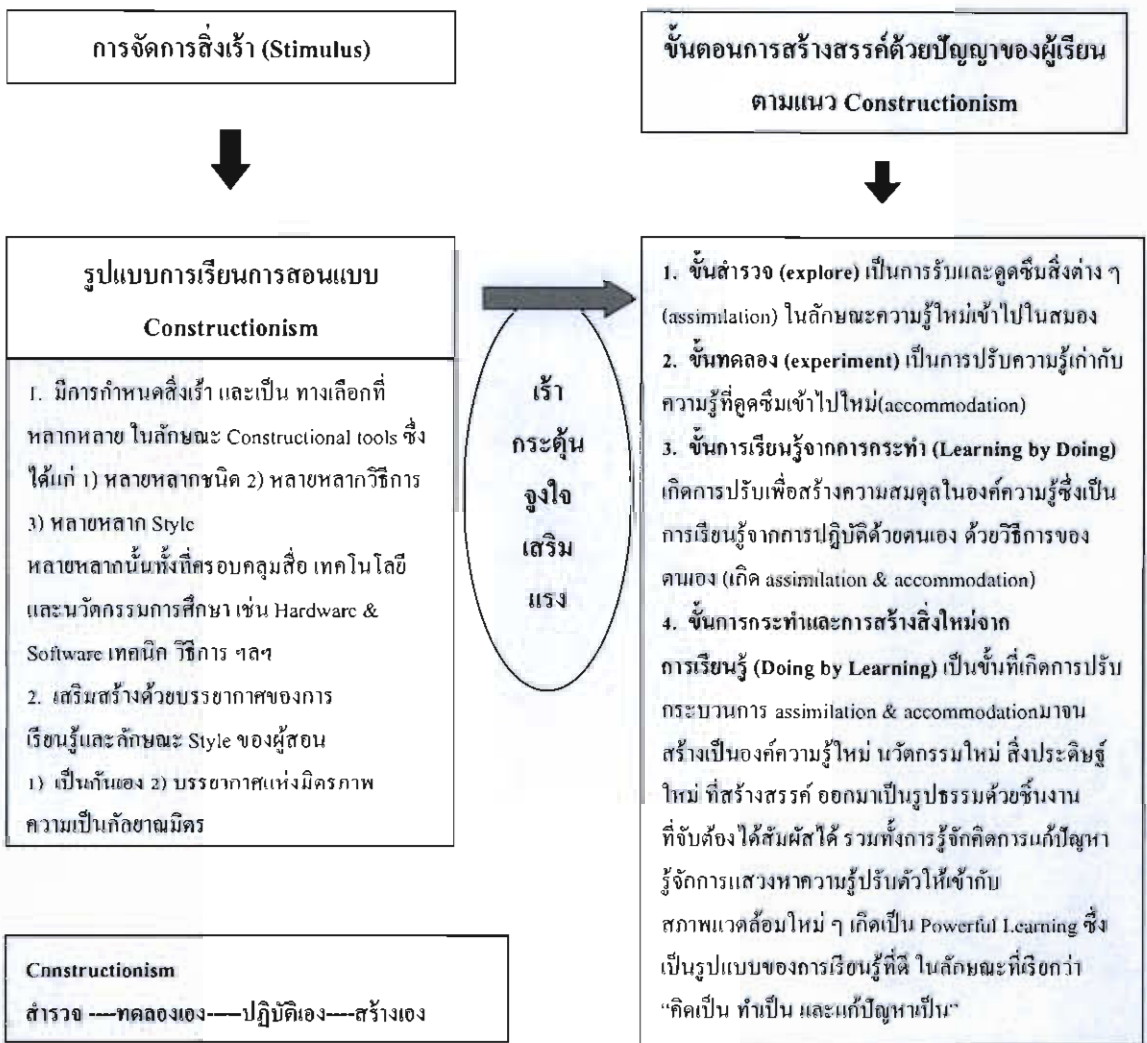 การจัดการสิ่งเร้า (Stimulus)
ขั้นตอนการสร้างสรรค์ด้วยปัญญาของผู้เรียน
ตามแนว Constructionism
รูปแบบการเรียนการสอนแบบ
Constructionism
1. มีการกำหนดสิ่งเร้า และเป็น ทางเลือกที่
หลากหลาย ในลักษณะ Constructional tools ซึ่ง
ได้แก่ 1) หลายหลากชนิด 2) หลายหลากวิธีการ
3) หลายหลาก Style
หลายหลากนั้นทั้งที่ครอบคลุมสื่อ เทคโนโลยี
และนวัตกรรมการศึกษา เช่น Hardware &
Software เทคนิก วิธีการ ฯลฯ
2. เสริมสร้างด้วยบรรยากาศของการ
เรียนรู้และลักษณะ Style ของผู้สอน
1) เป็นกันเอง 2) บรรยากาศแห่งมิตรภาพ
ความเป็นกัลยาณมิตร
เร้า
กระตุ้น
จูงใจ
เสริม
แรง
1. ขั้นสำรวจ (explore) เป็นการรับและดูดซึมสิ่งต่าง ๆ
(assimilation) ในลักษณะความรู้ใหม่เข้าไปในสมอง
2. ขั้นทดลอง (experiment) เป็นการปรับความรู้เก่ากับ
ความรู้ที่ดูดซึมเข้าไปใหม่(accommodation)
3. ขั้นการเรียนรู้จากการกระทำ (Learning by Doing)
เกิดการปรับเพื่อสร้างความสมดุลในองค์ความรู้ซึ่งเป็น
การเรียนรู้จากการปฏิบัติด้วยตนเอง ด้วยวิธีการของ
ตนเอง (เกิด assimilation & accommodation)
4. ขั้นการกระทำและการสร้างสิ่งใหม่จาก
การเรียนรู้ (Doing by Learning) เป็นขั้นที่เกิดการปรับ
กระบวนการ assimilation & accommodationมาจน
สร้างเป็นองค์ความรู้ใหม่ นวัตกรรมใหม่ สิ่งประดิษฐ์
ใหม่ ที่สร้างสรรค์ ออกมาเป็นรูปธรรมด้วยชิ้นงาน
ที่จับต้องได้สัมผัสได้ รวมทั้งการรู้จักคิดการแก้ปัญหา
รู้จักการแสวงหาความรู้ปรับตัวให้เข้ากับ
สภาพแวดล้อมใหม่ ๆ เกิดเป็น Powerful Learning ซึ่ง
เป็นรูปแบบของการเรียนรู้ที่ดี ในลักษณะที่เรียกว่า
“คิดเป็น ทำเป็น และแก้ปัญหาเป็น”
Cnnstructionism
สำรวจ ----ทดลองเอง-----ปฏิบัติเอง----สร้างเอง